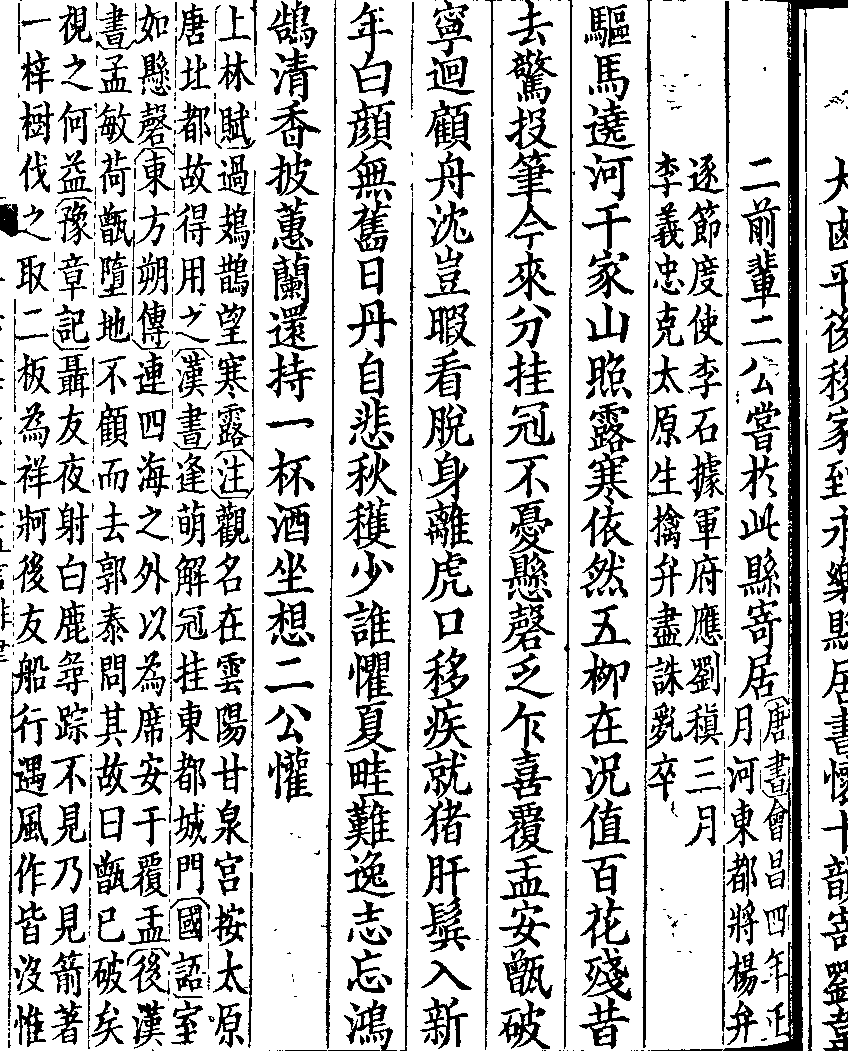 大鹵平後移家到永樂縣居書懷十韻寄劉韋
二前輩二公嘗於此縣寄居
唐書會昌四年正
月河東都將楊弁
逐節度使李石據軍府應劉稹三月
李義忠克太原生擒弁盡誅亂卒
驅馬遶河干家山照露寒依然五柳在況值百花殘昔
去驚投筆今來分挂冠不憂懸磬乏乍喜覆盂安甑破
寧迴顧舟沈豈暇看脫身離虎口移疾就猪肝鬢入新
年白顏無舊日丹自悲秋穫少誰懼夏畦難逸志忘鴻
鵠清香披蕙蘭還持一杯酒坐想二公懽
上林賦過鳷鵲望寒露注觀名在雲陽甘泉宮按太原
唐北都故得用之漢書逢萌解冠挂東都城門國語室
如懸磬東方朔傳連四海之外以為席安于覆盂後漢
書孟敏荷甑墮地不顧而去郭泰問其故曰甑已破矣
視之何益豫章記聶友夜射白鹿尋踪不見乃見箭著
一梓樹伐之取二板為牂牁後友船行遇風作皆沒惟